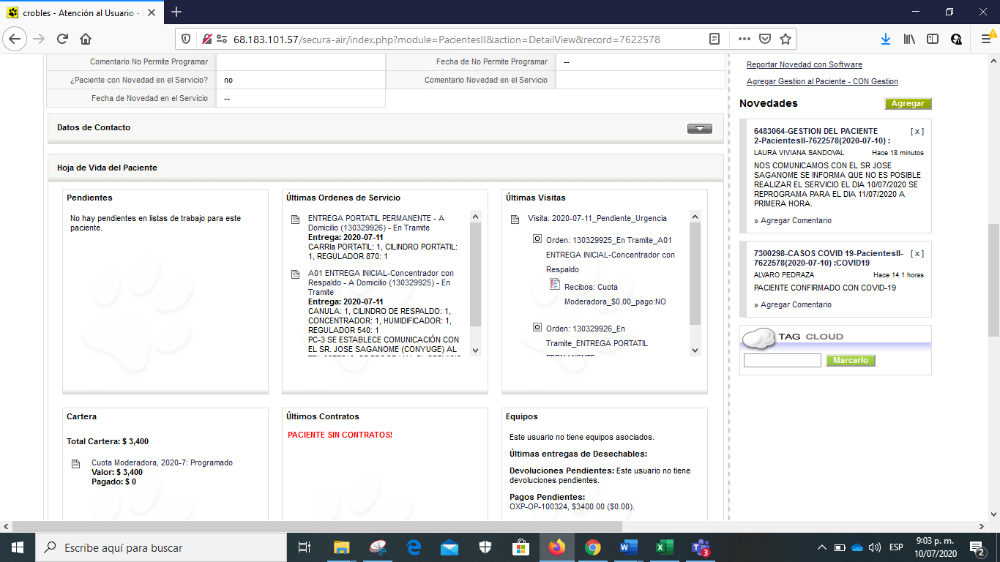 crobles - Atención al Usuario -
68.183.101.57/secura-air/index.php?module=PacientesII&action=DetailView&record=7622578
Comentario No Permite Programar
Fecha de No Permite Programar
--
¿Paciente con Novedad en el Servicio?
no
Comentario Novedad en el Servicio
Fecha de Novedad en el Servicio
--
Datos de Contacto
Hoja de Vida del Paciente
Pendientes
No hay pendientes en listas de trabajo para este
paciente.
Últimas Ordenes de Servicio
ENTREGA PORTATIL PERMANENTE - A
Domicilio (130329926) - En Tramite
Entrega: 2020-07-11
CARRIa PORTATIL: 1, CILINDRO PORTATIL:
1, REGULADOR 870: 1
A01 ENTREGA INICIAL-Concentrador con
Respaldo - A Domicilio (130329925) - En
Tramite
Entrega: 2020-07-11
CANULA: 1, CILINDRO DE RESPALDO: 1,
CONCENTRADOR: 1, HUMIDIFICADOR: 1,
REGULADOR 540: 1
PC-3 SE ESTABLECE COMUNICACIÓN CON
EL SR. JOSE SAGANOME (CONYUGE) AL
Últimas Visitas
Visita: 2020-07-11_Pendiente_Urgencia
Orden: 130329925_En Tramite_A01
ENTREGA INICIAL-Concentrador con
Respaldo
Recibos: Cuota
Moderadora_$0.00_pago:NO
Orden: 130329926_En
Tramite_ENTREGA PORTATIL
PERMANENTE
Cartera
Total Cartera: $ 3,400
Cuota Moderadora, 2020-7: Programado
Valor: $ 3,400
Pagado: $ 0
Últimos Contratos
PACIENTE SIN CONTRATOS!
Equipos
Este usuario no tiene equipos asociados.
Últimas entregas de Desechables:
Devoluciones Pendientes: Este usuario no tiene
devoluciones pendientes.
Pagos Pendientes:
OXP-OP-100324, $3400.00 ($0.00).
Reportar Novedad con Software
Agregar Gestion al Paciente - CON Gestion
Novedades
Agregar
6483064-GESTION DEL PACIENTE
[ x ]
2-PacientesII-7622578(2020-07-10) :
LAURA VIVIANA SANDOVAL
Hace 18 minutos
NOS COMUNICAMOS CON EL SR JOSE
SAGANOME SE INFORMA QUE NO ES POSIBLE
REALIZAR EL SERVICIO EL DIA 10/07/2020 SE
REPROGRAMA PARA EL DIA 11/07/2020 A
PRIMERA HORA.
» Agregar Comentario
7300298-CASOS COVID 19-PacientesII-
[ x ]
7622578(2020-07-10) :COVID19
ALVARO PEDRAZA
Hace 14.1 horas
PACIENTE CONFIRMADO CON COVID-19
» Agregar Comentario
TAG CLOUD
Marcarlo
Escribe aquí para buscar
3
ESP
9:03 p. m.
10/07/2020
2